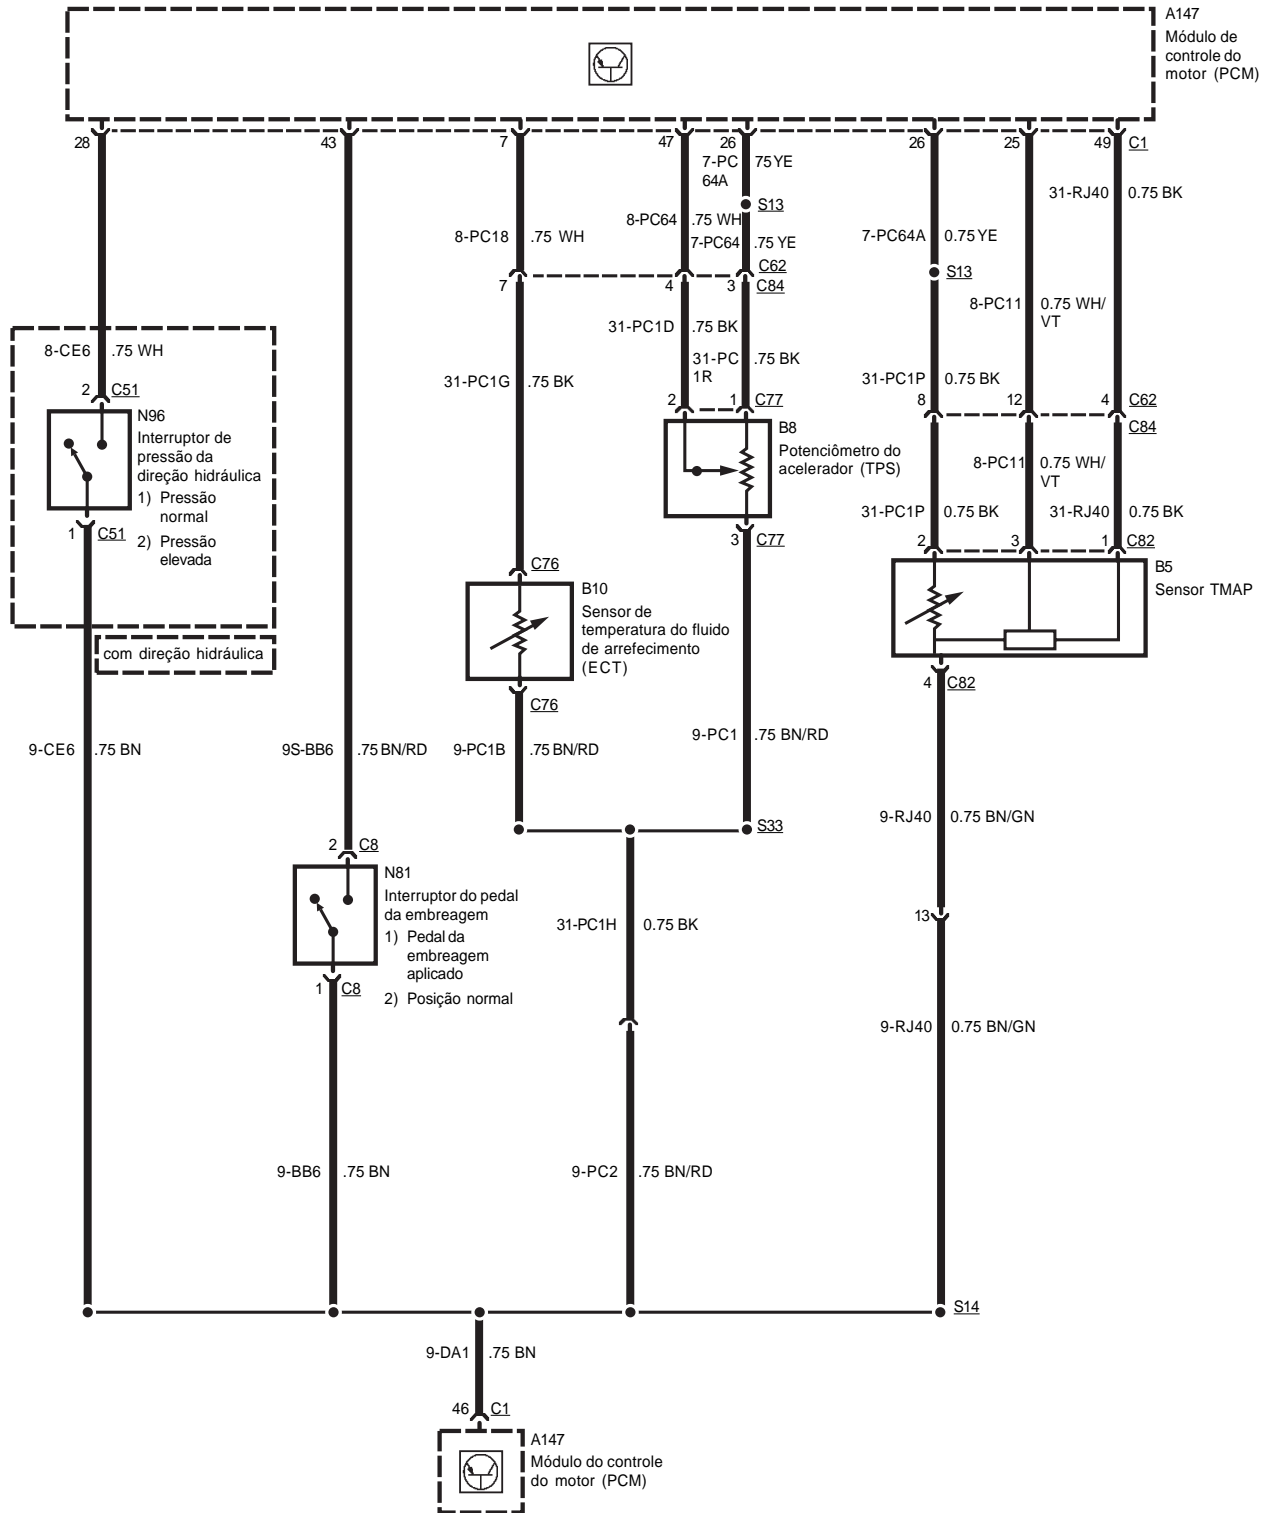 A147
Módulo de
controle do
motor (PCM)
28
43
7
47
26
26
25
49
C1
7-PC
64A
75YE
31-RJ40
0.75 BK
S13
8-PC64
.75 WH
8-PC18
.75 WH
7-PC64
.75 YE
7-PC64A
0.75YE
C62
S13
7
4
3
C84
8-PC11
0.75 WH/
VT
31-PC1D
.75 BK
8-CE6
.75 WH
31-PC
1R
.75 BK
31-PC1G
.75 BK
31-PC1P
0.75 BK
2
C51
2
1
C77
8
12
4
C62
N96
Interruptor de
pressão da
direção hidráulica
1) Pressão
normal
2) Pressão
elevada
B8
Potenciômetro do
acelerador (TPS)
C84
8-PC11
0.75 WH/
VT
31-PC1P
0.75 BK
31-RJ40
0.75 BK
1
C51
3
C77
2
3
1
C82
C76
B5
Sensor TMAP
B10
Sensor de
temperatura do fluido
de arrefecimento
(ECT)
com direção hidráulica
4
C82
C76
9-CE6
.75 BN
9S-BB6
.75 BN/RD
9-PC1B
.75 BN/RD
9-PC1
.75 BN/RD
9-RJ40
0.75 BN/GN
S33
2
C8
N81
Interruptor do pedal
da embreagem
1) Pedal da
embreagem
aplicado
2) Posição normal
31-PC1H
0.75 BK
13
1
C8
9-RJ40
0.75 BN/GN
9-BB6
.75 BN
9-PC2
.75 BN/RD
S14
9-DA1
.75 BN
46
C1
A147
Módulo do controle
do motor (PCM)